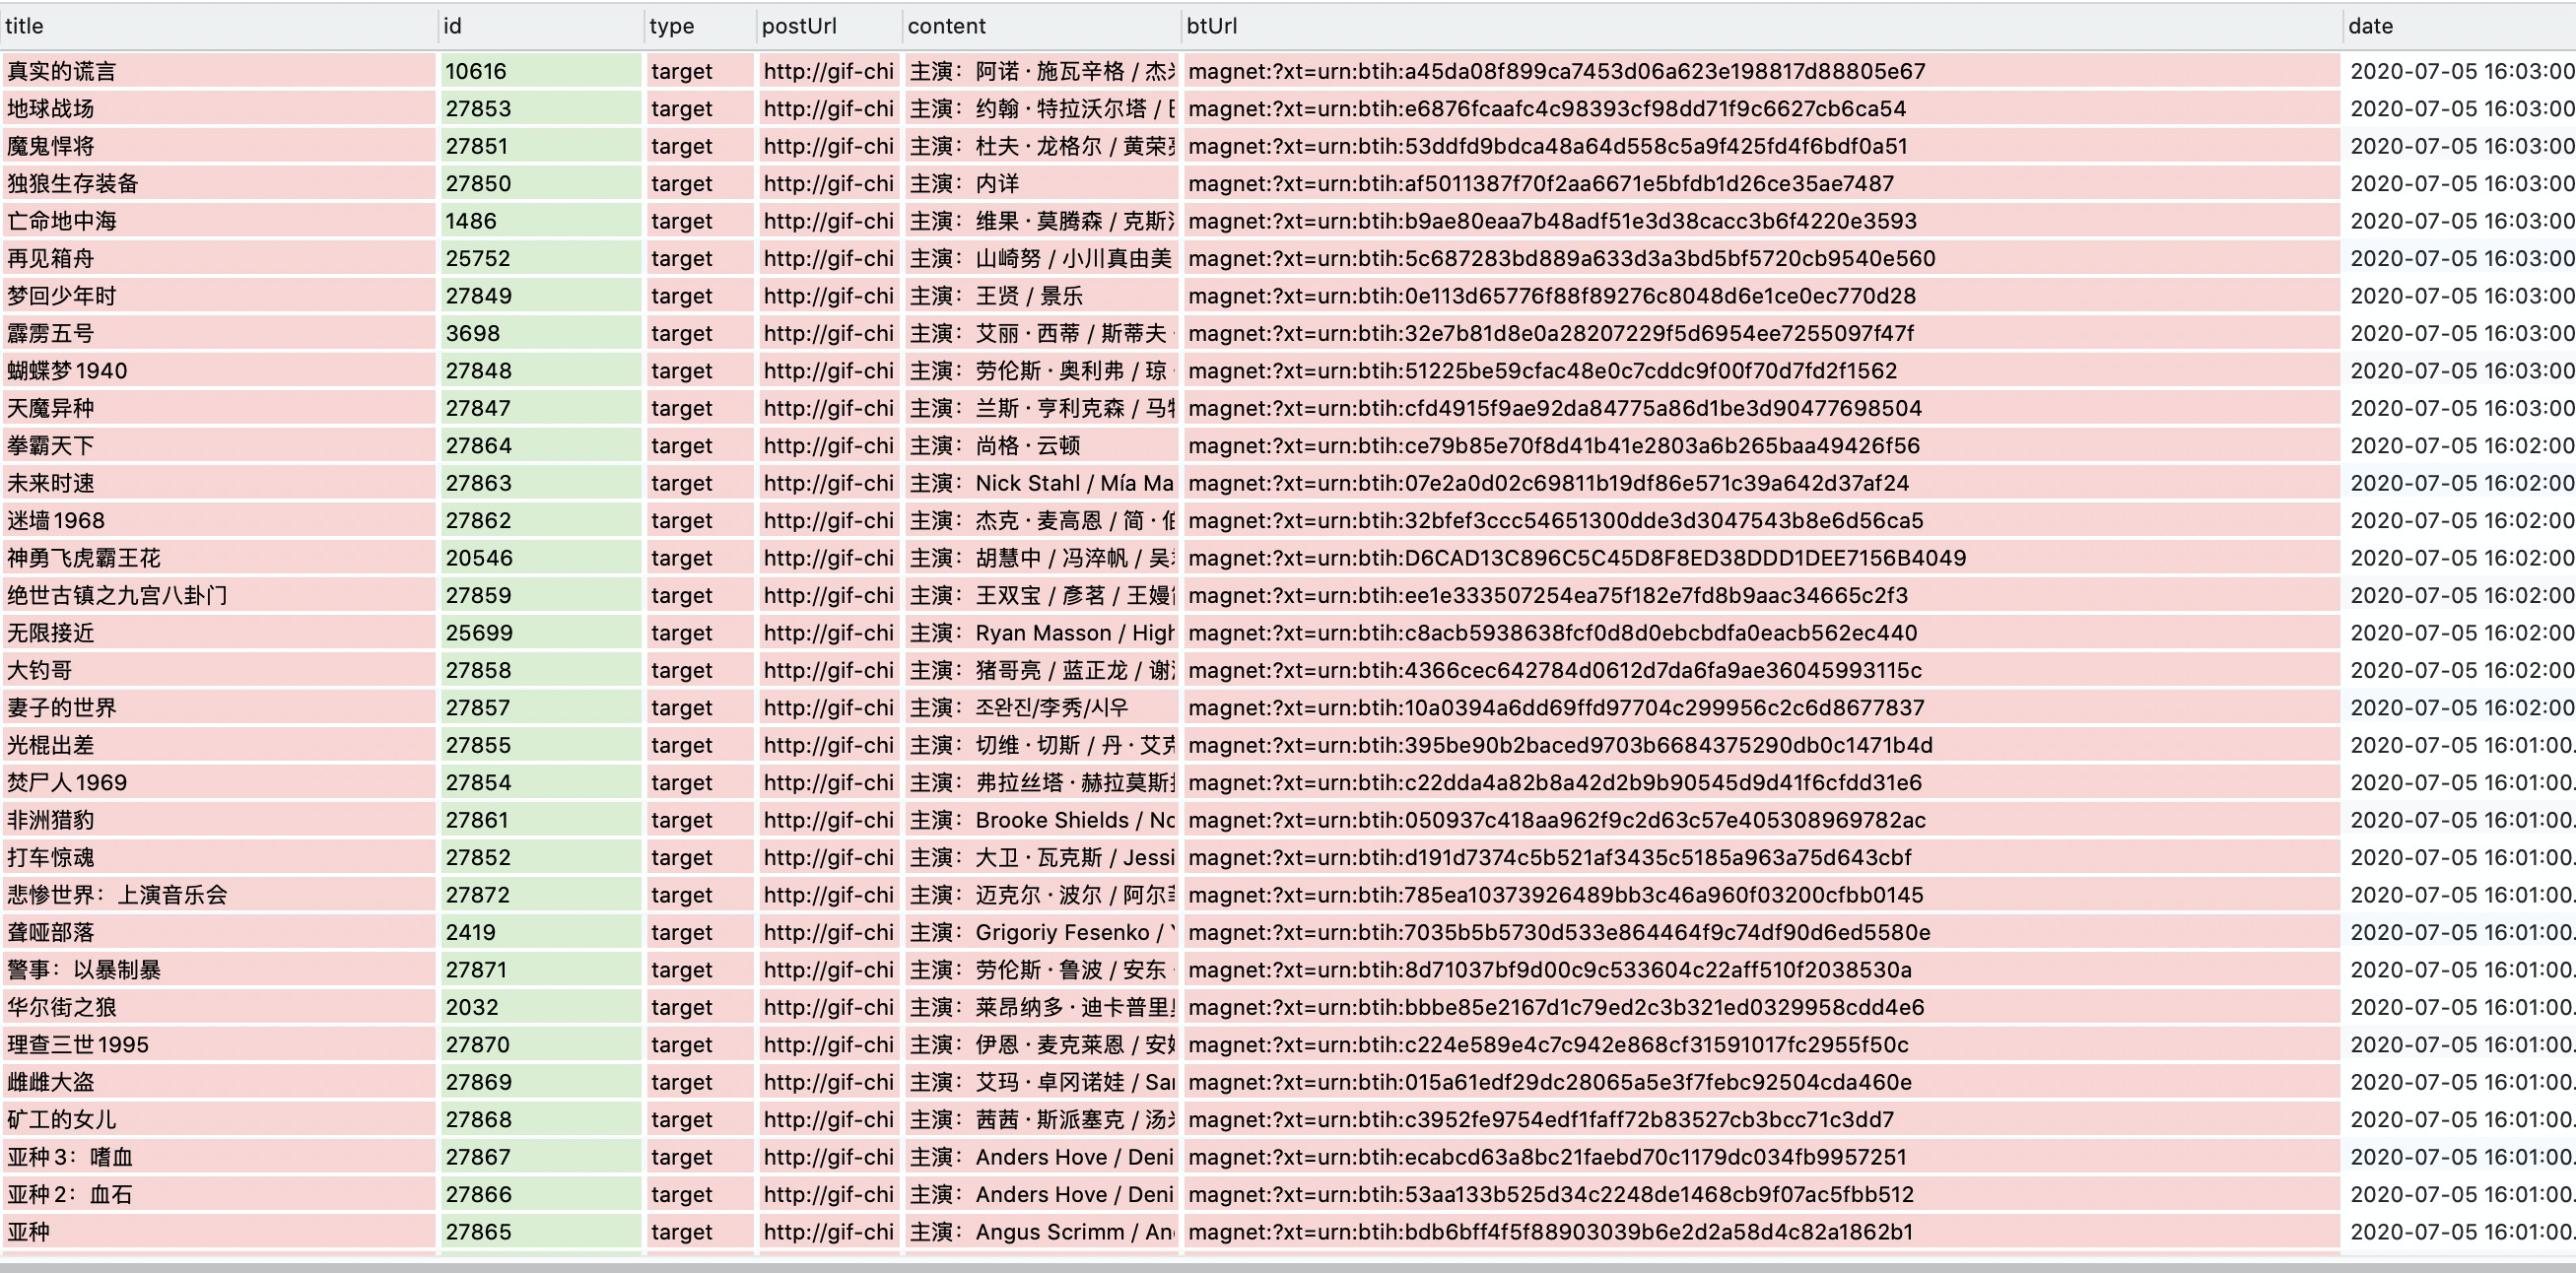 title id type postUrl content btUrl date
真实的谎言 10616 target http://gif-chi 主演：阿诺·施瓦辛格 / 杰 magnet:?xt=urn:btih:a45da08f899ca7453d06a623e198817d88805e67 2020-07-05 16:03:00
地球战场 27853 target http://gif-chi 主演：约翰·特拉沃尔塔 / magnet:?xt=urn:btih:e6876fcaafc4c98393cf98dd71f9c6627cb6ca54 2020-07-05 16:03:00
魔鬼悍将 27851 target http://gif-chi 主演：杜夫·龙格尔 / 黄荣 magnet:?xt=urn:btih:53ddfd9bdca48a64d558c5a9f425fd4f6bdf0a51 2020-07-05 16:03:00
独狼生存装备 27850 target http://gif-chi 主演：内详 magnet:?xt=urn:btih:af5011387f70f2aa6671e5bfdb1d26ce35ae7487 2020-07-05 16:03:00
亡命地中海 1486 target http://gif-chi 主演：维果·莫腾森 / 克斯 magnet:?xt=urn:btih:b9ae80eaa7b48adf51e3d38cacc3b6f4220e3593 2020-07-05 16:03:00
再见箱舟 25752 target http://gif-chi 主演：山崎努 / 小川真由美 magnet:?xt=urn:btih:5c687283bd889a633d3a3bd5bf5720cb9540e560 2020-07-05 16:03:00
梦回少年时 27849 target http://gif-chi 主演：王贤 / 景乐 magnet:?xt=urn:btih:0e113d65776f88f89276c8048d6e1ce0ec770d28 2020-07-05 16:03:00
霹雳五号 3698 target http://gif-chi 主演：艾丽·西蒂 / 斯蒂夫· magnet:?xt=urn:btih:32e7b81d8e0a28207229f5d6954ee7255097f47f 2020-07-05 16:03:00
蝴蝶梦1940 27848 target http://gif-chi 主演：劳伦斯·奥利弗 / 琼· magnet:?xt=urn:btih:51225be59cfac48e0c7cddc9f00f70d7fd2f1562 2020-07-05 16:03:00
天魔异种 27847 target http://gif-chi 主演：兰斯·亨利克森 / 马 magnet:?xt=urn:btih:cfd4915f9ae92da84775a86d1be3d90477698504 2020-07-05 16:03:00
拳霸天下 27864 target http://gif-chi 主演：尚格·云顿 magnet:?xt=urn:btih:ce79b85e70f8d41b41e2803a6b265baa49426f56 2020-07-05 16:02:00
未来时速 27863 target http://gif-chi 主演：Nick Stahl / Mía Ma magnet:?xt=urn:btih:07e2a0d02c69811b19df86e571c39a642d37af24 2020-07-05 16:02:00
迷墙1968 27862 target http://gif-chi 主演：杰克·麦高恩 / 简· magnet:?xt=urn:btih:32bfef3ccc54651300dde3d3047543b8e6d56ca5 2020-07-05 16:02:00
神勇飞虎霸王花 20546 target http://gif-chi 主演：胡慧中 / 冯淬帆 / 吴 magnet:?xt=urn:btih:D6CAD13C896C5C45D8F8ED38DDD1DEE7156B4049 2020-07-05 16:02:00
绝世古镇之九宫八卦门 27859 target http://gif-chi 主演：王双宝 / 彥茗 / 王嫚 magnet:?xt=urn:btih:ee1e333507254ea75f182e7fd8b9aac34665c2f3 2020-07-05 16:02:00
无限接近 25699 target http://gif-chi 主演：Ryan Masson / High magnet:?xt=urn:btih:c8acb5938638fcf0d8d0ebcbdfa0eacb562ec440 2020-07-05 16:02:00
大钓哥 27858 target http://gif-chi 主演：猪哥亮 / 蓝正龙 / 谢 magnet:?xt=urn:btih:4366cec642784d0612d7da6fa9ae36045993115c 2020-07-05 16:02:00
妻子的世界 27857 target http://gif-chi 主演：조완진/李秀/시우 magnet:?xt=urn:btih:10a0394a6dd69ffd97704c299956c2c6d8677837 2020-07-05 16:02:00
光棍出差 27855 target http://gif-chi 主演：切维·切斯 / 丹·艾克 magnet:?xt=urn:btih:395be90b2baced9703b6684375290db0c1471b4d 2020-07-05 16:01:00.
焚尸人1969 27854 target http://gif-chi 主演：弗拉丝塔·赫拉莫斯 magnet:?xt=urn:btih:c22dda4a82b8a42d2b9b90545d9d41f6cfdd31e6 2020-07-05 16:01:00.
非洲猎豹 27861 target http://gif-chi 主演：Brooke Shields / No magnet:?xt=urn:btih:050937c418aa962f9c2d63c57e405308969782ac 2020-07-05 16:01:00.
打车惊魂 27852 target http://gif-chi 主演：大卫·瓦克斯 / Jessi magnet:?xt=urn:btih:d191d7374c5b521af3435c5185a963a75d643cbf 2020-07-05 16:01:00.
悲惨世界：上演音乐会 27872 target http://gif-chi 主演：迈克尔·波尔 / 阿尔 magnet:?xt=urn:btih:785ea10373926489bb3c46a960f03200cfbb0145 2020-07-05 16:01:00.
聋哑部落 2419 target http://gif-chi 主演：Grigoriy Fesenko / magnet:?xt=urn:btih:7035b5b5730d533e864464f9c74df90d6ed5580e 2020-07-05 16:01:00.
警事：以暴制暴 27871 target http://gif-chi 主演：劳伦斯·鲁波 / 安东· magnet:?xt=urn:btih:8d71037bf9d00c9c533604c22aff510f2038530a 2020-07-05 16:01:00.
华尔街之狼 2032 target http://gif-chi 主演：莱昂纳多·迪卡普里 magnet:?xt=urn:btih:bbbe85e2167d1c79ed2c3b321ed0329958cdd4e6 2020-07-05 16:01:00.
理查三世1995 27870 target http://gif-chi 主演：伊恩·麦克莱恩 / 安 magnet:?xt=urn:btih:c224e589e4c7c942e868cf31591017fc2955f50c 2020-07-05 16:01:00.
雌雌大盗 27869 target http://gif-chi 主演：艾玛·卓冈诺娃 / Sar magnet:?xt=urn:btih:015a61edf29dc28065a5e3f7febc92504cda460e 2020-07-05 16:01:00.
矿工的女儿 27868 target http://gif-chi 主演：茜茜·斯派塞克 / 汤 magnet:?xt=urn:btih:c3952fe9754edf1faff72b83527cb3bcc71c3dd7 2020-07-05 16:01:00.
亚种3：嗜血 27867 target http://gif-chi 主演：Anders Hove / Deni magnet:?xt=urn:btih:ecabcd63a8bc21faebd70c1179dc034fb9957251 2020-07-05 16:01:00.
亚种2：血石 27866 target http://gif-chi 主演：Anders Hove / Deni magnet:?xt=urn:btih:53aa133b525d34c2248de1468cb9f07ac5fbb512 2020-07-05 16:01:00.
亚种 27865 target http://gif-chi 主演：Angus Scrimm / An magnet:?xt=urn:btih:bdb6bff4f5f88903039b6e2d2a58d4c82a1862b1 2020-07-05 16:01:00.